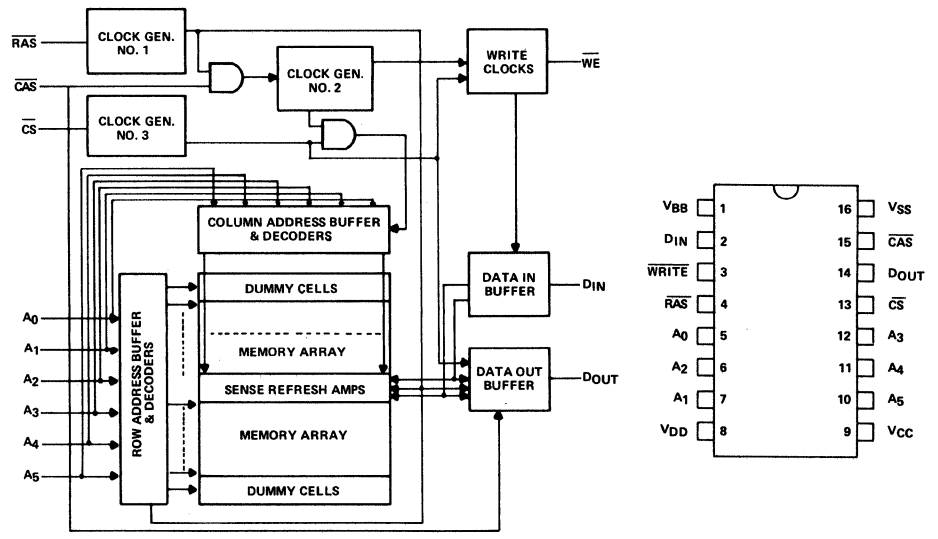 RAS
CLOCK GEN.
NO. 1
CAS
CLOCK GEN.
NO. 2
WRITE
CLOCKS
WE
CS
CLOCK GEN.
NO. 3
COLUMN ADDRESS BUFFER
& DECODERS
A0
A1
A2
A3
A4
A5
ROW ADDRESS BUFFER
& DECODERS
DUMMY CELLS
MEMORY ARRAY
SENSE REFRESH AMPS
MEMORY ARRAY
DUMMY CELLS
DATA IN
BUFFER
DIN
DATA OUT
BUFFER
DOUT
VBB 1 16 VSS
DIN 2 15 CAS
WRITE 3 14 DOUT
RAS 4 13 CS
A0 5 12 A3
A2 6 11 A4
A1 7 10 A5
VDD 8 9 VCC